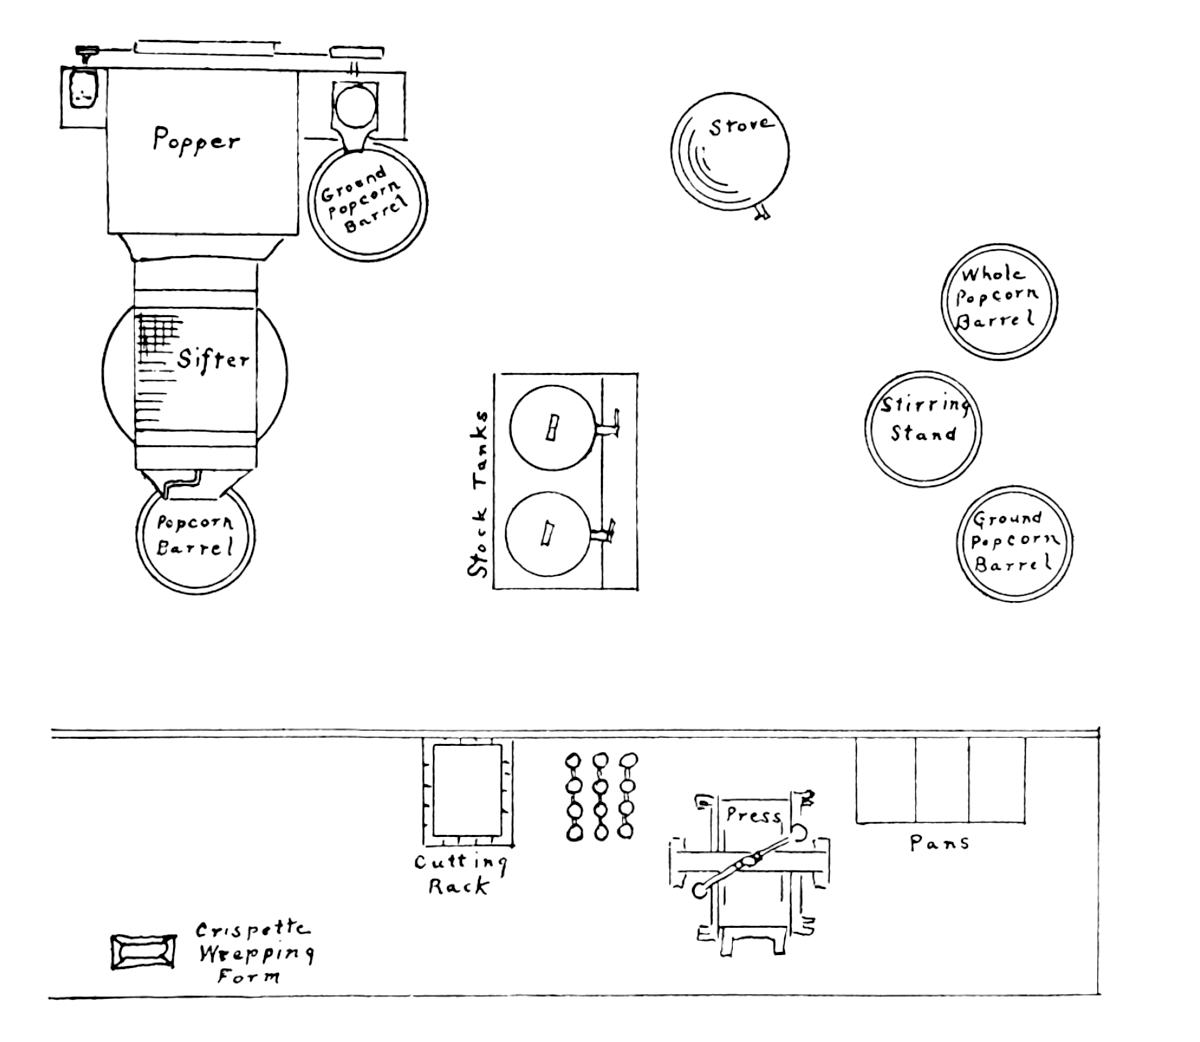 Popper
Stove
Ground
Popcorn
Barrel
Whole
Popcorn
Barrel
Sifter
Stock Tanks
Stirring
Stand
Popcorn
Barrel
Ground
Popcorn
Barrel
Press
Pans
Cutting
Rack
Crispette
Wrapping
Form